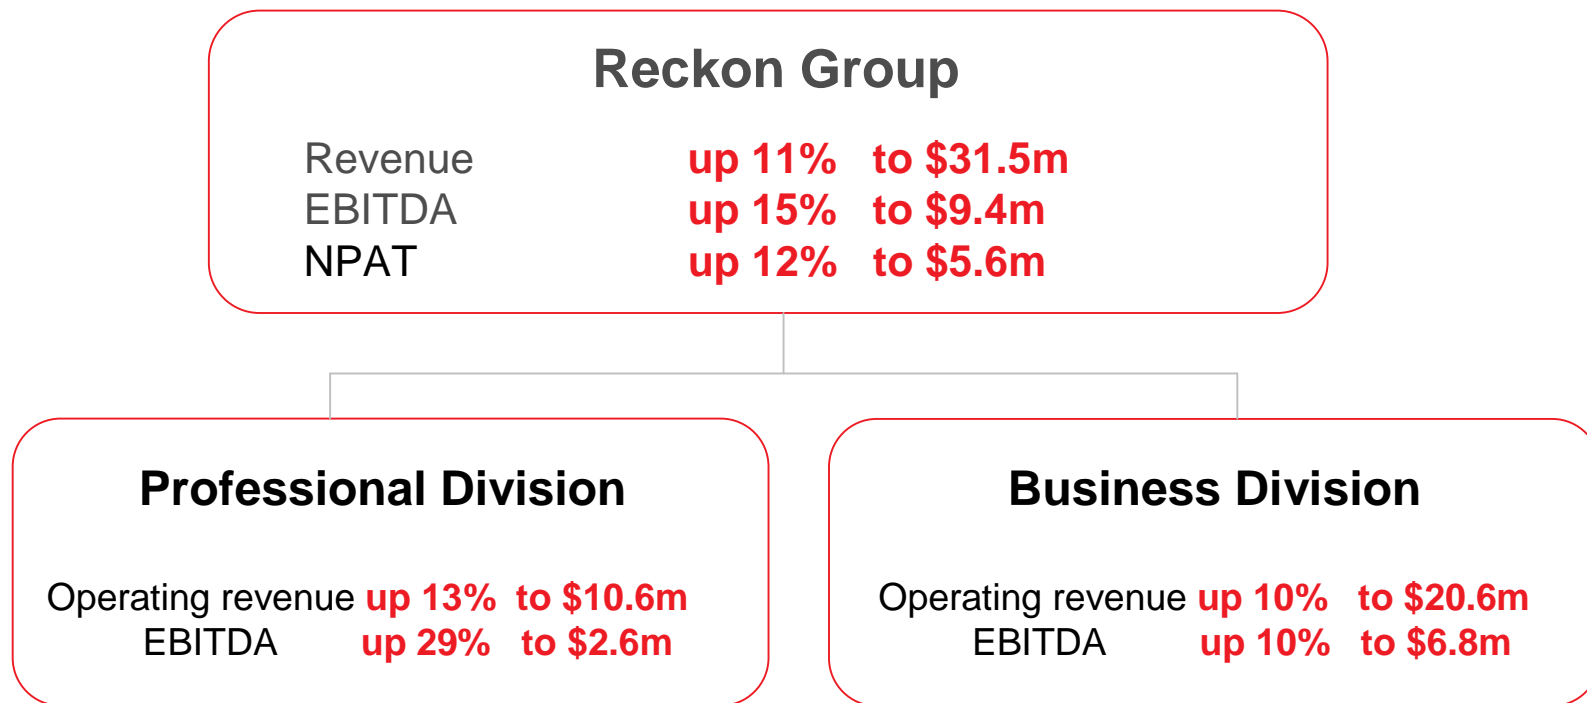 Reckon Group
Revenue up 11% to $31.5m
EBITDA up 15% to $9.4m
NPAT up 12% to $5.6m
Professional Division
Operating revenue up 13% to $10.6m
EBITDA up 29% to $2.6m
Business Division
Operating revenue up 10% to $20.6m
EBITDA up 10% to $6.8m